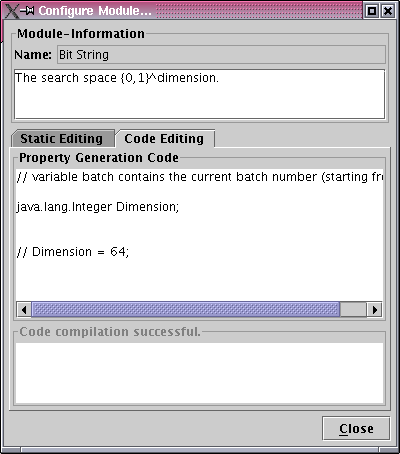 Configure Module...
Module-Information
Name: Bit String
The search space {0,1}^dimension.
Static Editing Code Editing
Property Generation Code
// variable batch contains the current batch number (starting
java.lang.Integer Dimension;
// Dimension = 64;
Code compilation successful.
Close